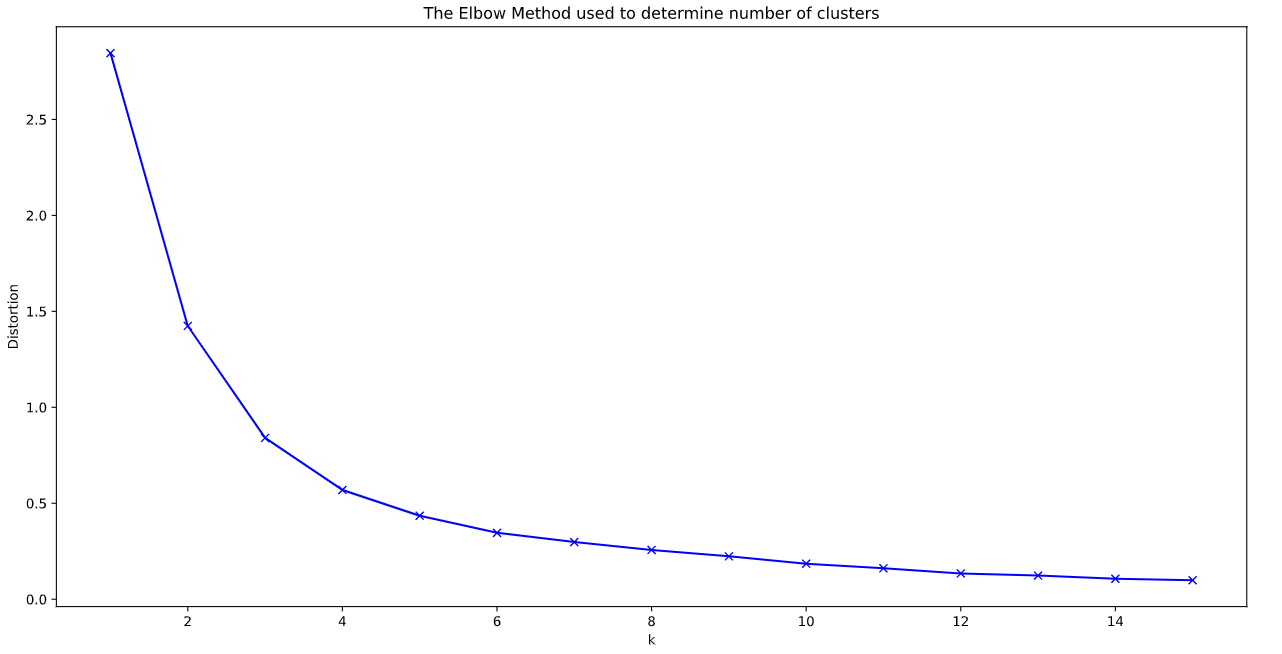 The Elbow Method used to determine number of clusters
Distortion
2.5
2.0
1.5
1.0
0.5
0.0
2 4 6 8 10 12 14
k